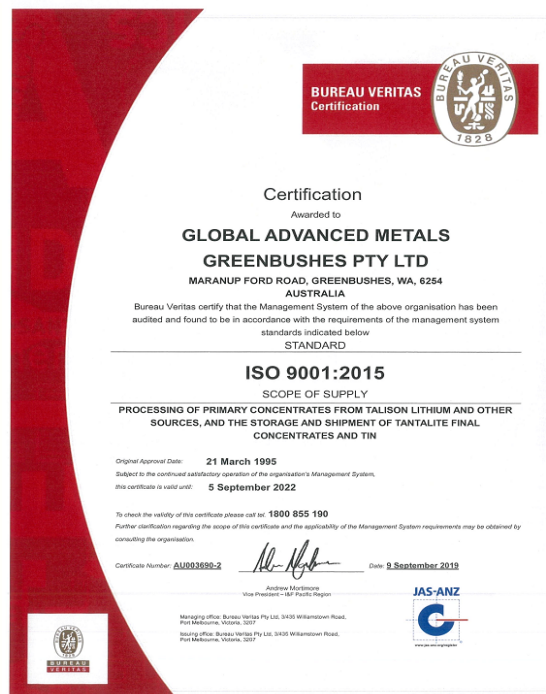 BUREAU VERITAS
Certification
BUREAU VERITAS
1828
Certification
Awarded to
GLOBAL ADVANCED METALS
GREENBUSHES PTY LTD
MARANUP FORD ROAD, GREENBUSHES, WA, 6254
AUSTRALIA
Bureau Veritas certify that the Management System of the above organisation has been
audited and found to be in accordance with the requirements of the management system
standards indicated below
STANDARD
ISO 9001:2015
SCOPE OF SUPPLY
PROCESSING OF PRIMARY CONCENTRATES FROM TALISON LITHIUM AND OTHER
SOURCES, AND THE STORAGE AND SHIPMENT OF TANTALITE FINAL
CONCENTRATES AND TIN
Original Approval Date: 21 March 1995
Subject to the continued satisfactory operation of the organisation's Management System,
this certificate is valid until: 5 September 2022
To check the validity of this certificate please call tel. 1800 855 190
Further clarification regarding the scope of this certificate and the applicability of the Management System requirements may be obtained by
consulting the organisation.
Certificate Number: AU003690-2 Date: 9 September 2019
Andrew Mortimore
Vice President – I&F Pacific Region
JAS-ANZ
www.jas-anz.org/register
Managing office: Bureau Veritas Pty Ltd, 3/435 Williamstown Road,
Port Melbourne, Victoria, 3207
Issuing office: Bureau Veritas Pty Ltd, 3/435 Williamstown Road,
Port Melbourne, Victoria, 3207
1828
BUREAU
VERITAS